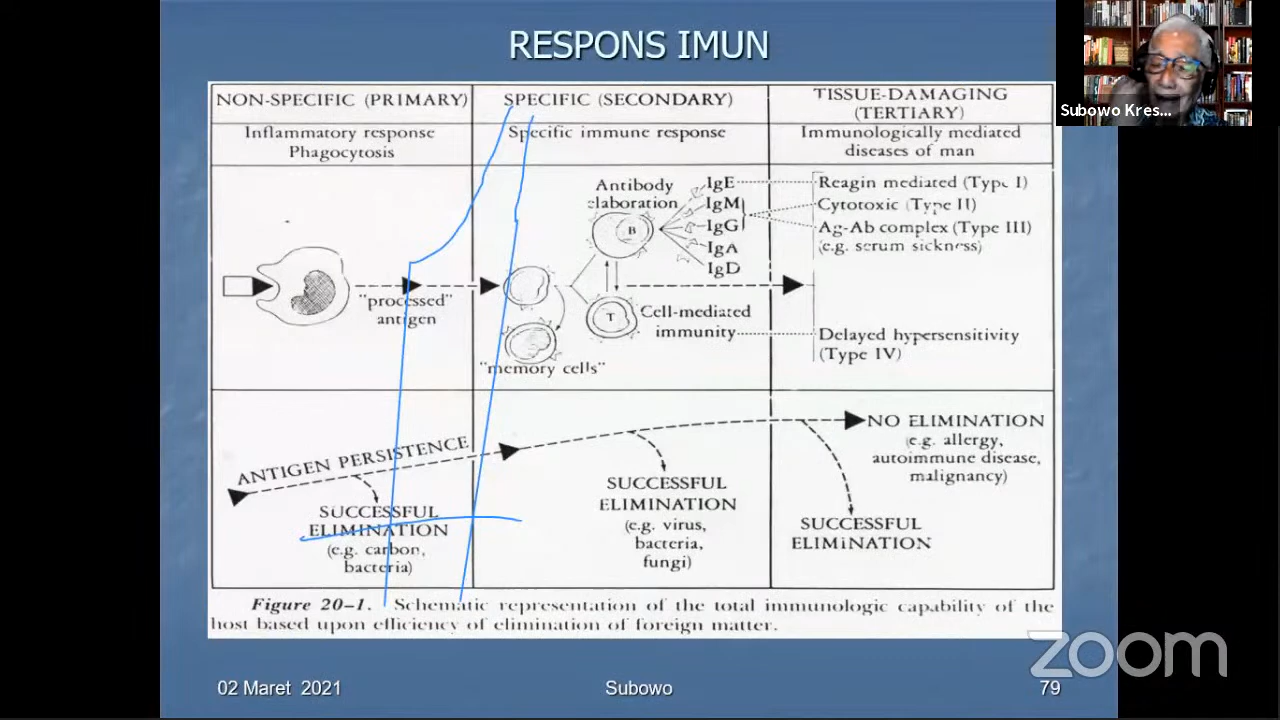 RESPONS IMUN
Subowo Kres...
NON-SPECIFIC (PRIMARY)
Inflammatory response
Phagocytosis
SPECIFIC (SECONDARY)
Specific immune response
TISSUE-DAMAGING
(TERTIARY)
Immunologically mediated
diseases of man
"processed"
antigen
Antibody
elaboration
B
T
IgE
IgM
IgG
IgA
IgD
Cell-mediated
immunity
"memory cells"
Reagin mediated (Type I)
Cytotoxic (Type II)
Ag-Ab complex (Type III)
(e.g. serum sickness)
Delayed hypersensitivity
(Type IV)
ANTIGEN PERSISTENCE
SUCCESSFUL
ELIMINATION
(e.g. carbon,
bacteria)
SUCCESSFUL
ELIMINATION
(e.g. virus,
bacteria,
fungi)
NO ELIMINATION
(e.g. allergy,
autoimmune disease,
malignancy)
SUCCESSFUL
ELIMINATION
Figure 20-1. Schematic representation of the total immunologic capability of the
host based upon efficiency of elimination of foreign matter.
zoom
02 Maret 2021
Subowo
79